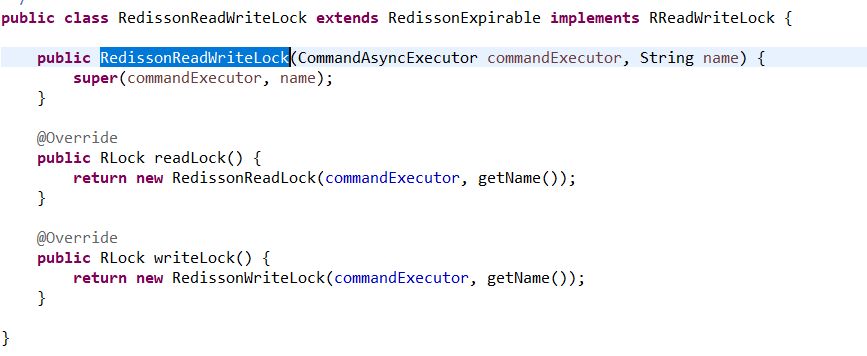 public class RedissonReadWriteLock extends RedissonExpirable implements RReadWriteLock {
public RedissonReadWriteLock(CommandAsyncExecutor commandExecutor, String name) {
super(commandExecutor, name);
}
@Override
public RLock readLock() {
return new RedissonReadLock(commandExecutor, getName());
}
@Override
public RLock writeLock() {
return new RedissonWriteLock(commandExecutor, getName());
}
}